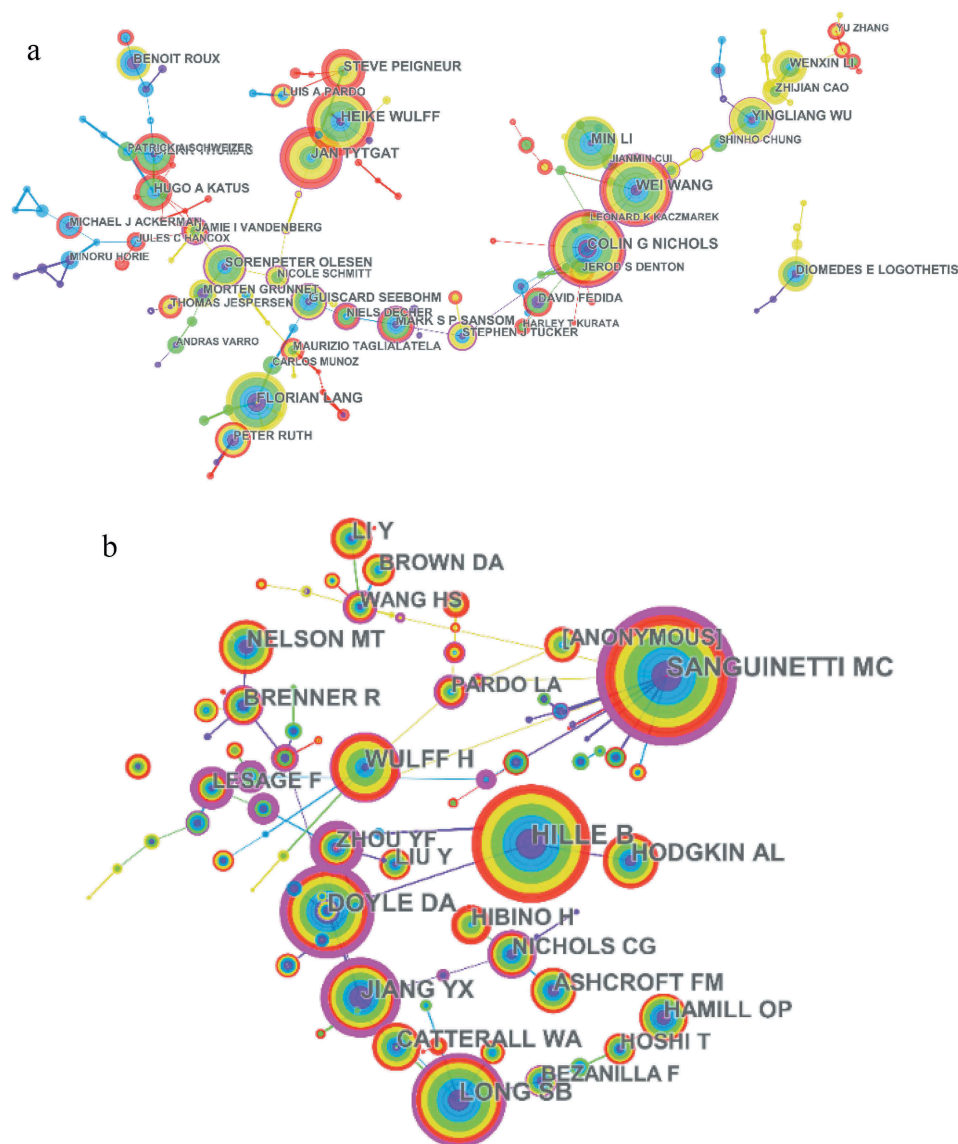 a
YU ZHANG
BENOIT ROUX
STEVE PEIGNEUR
WENXIN LI
LUIS A PARDO
ZHIJIAN CAO
HEIKE WULFF
YINGLIANG WU
MIN LI
SHINHO CHUNG
PATRICK A SCHWEIZER
JAN TYTGAT
JIANMIN CUI
HUGO A KATUS
WEI WANG
MICHAEL J ACKERMAN
JAMIE I VANDENBERG
LEONARD K KACZMAREK
JULES C HANCOX
COLIN G NICHOLS
MINORU HORIE
SORENPETER OLESEN
JEROD S DENTON
DIOMEDES E LOGOTHETIS
NICOLE SCHMITT
MORTEN GRUNNET
GUISCARD SEEBOHM
THOMAS JESPERSEN
DAVID FEDIDA
NIELS DECHER
MARK S P SANSOM
HARLEY T KURATA
STEPHEN J TUCKER
ANDRAS VARRO
MAURIZIO TAGLIALATELA
CARLOS MUNOZ
FLORIAN LANG
PETER RUTH
b
LI Y
BROWN DA
WANG HS
NELSON MT
[ANONYMOUS]
SANGUINETTI MC
PARDO LA
BRENNER R
WULFF H
LESAGE F
ZHOU YF
HILLE B
LIU Y
HODGKIN AL
DOYLE DA
HIBINO H
NICHOLS CG
JIANG YX
ASHCROFT FM
HAMILL OP
CATTERALL WA
HOSHI T
BEZANILLA F
LONG SB